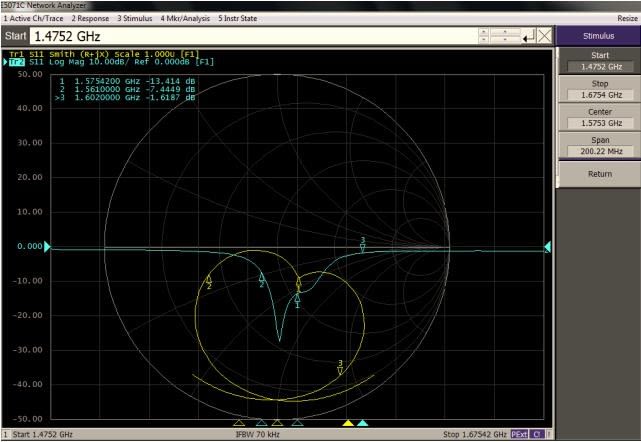 E5071C Network Analyzer
1 Active Ch/Trace 2 Response 3 Stimulus 4 Mkr/Analysis 5 Instr State
Resize
Start 1.4752 GHz
Stimulus
Tr1 S11 Smith (R+jx) Scale 1.000U [F1]
Tr2 S11 Log Mag 10.00dB/ Ref 0.000dB [F1]
Start
1.4752 GHz
Stop
1.6754 GHz
Center
1.5753 GHz
Span
200.22 MHz
Return
50.00
1 1.5754200 GHz -13.414 dB
2 1.5610000 GHz -7.4449 dB
>3 1.6020000 GHz -1.6187 dB
40.00
30.00
20.00
10.00
0.000
-10.00
-20.00
-30.00
-40.00
-50.00
3
2
2
1
1
3
1 Start 1.4752 GHz
IFBW 70 kHz
Stop 1.67542 GHz PExt C! !